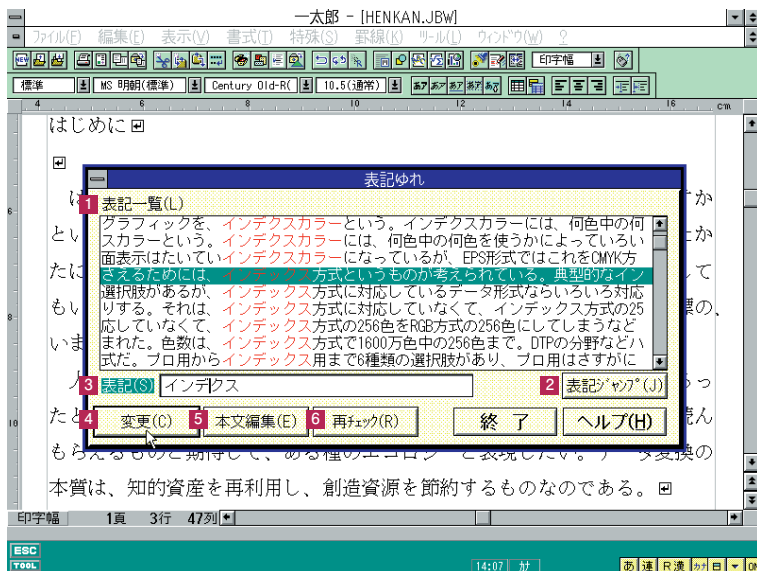 一太郎 - [HENKAN.JBW]
ファイル(F) 編集(E) 表示(V) 書式(T) 特殊(S) 罫線(K) ツール(L) ウィンドウ(W) ?
印字幅
標準 MS 明朝(標準) Century Old-R( 10.5(通常)
4 6 8 10 12 14 16 cm
はじめに
表記ゆれ
1 表記一覧(L)
グラフィックを、インデクスカラーという。インデクスカラーには、何色中の何
スカラーという。インデクスカラーには、何色中の何色を使うかによっていろい
面表示はたいていインデクスカラーになっているが、EPS形式ではこれをCMYK方
さえるためには、インデックス方式というものが考えられている。典型的なイン
選択肢があるが、インデックス方式に対応しているデータ形式ならいろいろ対応
りする。それは、インデックス方式に対応していなくて、インデックス方式の25
応していなくて、インデックス方式の256色をRGB方式の256色にしてしまうなど
まれた。色数は、インデックス方式で1600万色中の256色まで。DTPの分野などハ
式だ。プロ用からインデックス用まで6種類の選択肢があり、プロ用はさすがに
3 表記(S) インデクス 2 表記ジャンプ(J)
4 変更(C) 5 本文編集(E) 6 再チェック(R) 終 了 ヘルプ(H)
もらえるものと期待して、ある種のエコロジーと表現したい。データ変換の
本質は、知的資産を再利用し、創造資源を節約するものなのである。
印字幅 1頁 3行 47列
ESC
TOOL 14:07 カナ あ 連 R漢 カナ